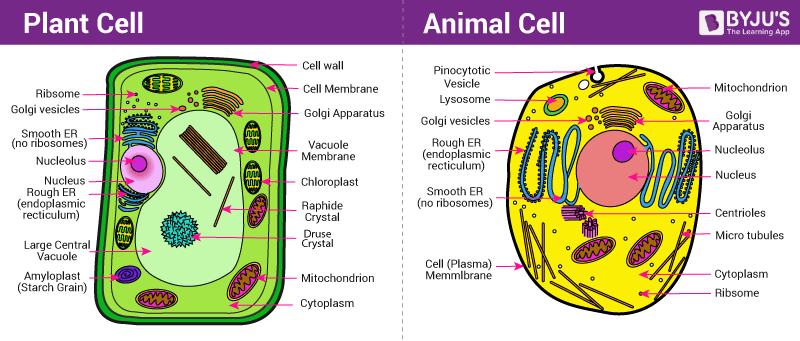 Plant Cell
Ribsome
Golgi vesicles
Smooth ER
(no ribosomes)
Nucleolus
Nucleus
Rough ER
(endoplasmic
recticulum)
Large Central
Vacuole
Amyloplast
(Starch Grain)
Cell wall
Cell Membrane
Golgi Apparatus
Vacuole
Membrane
Chloroplast
Raphide
Crystal
Druse
Crystal
Mitochondrion
Cytoplasm
Animal Cell
BYJU'S
The Learning App
Pinocytotic
Vesicle
Lysosome
Golgi vesicles
Rough ER
(endoplasmic
reticulum)
Smooth ER
(no ribosomes)
Cell (Plasma)
Memmlbrane
Mitochondrion
Golgi
Apparatus
Nucleolus
Nucleus
Centrioles
Micro tubules
Cytoplasm
Ribsome